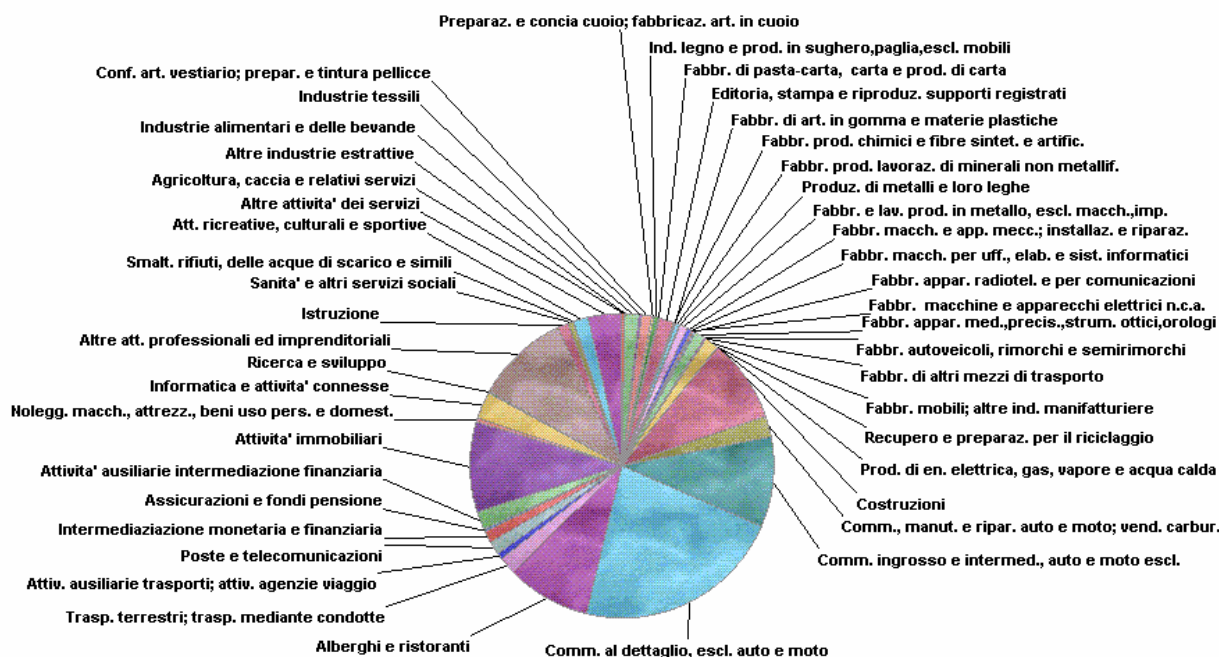 Preparaz. e concia cuoio; fabbricaz. art. in cuoio
Ind. legno e prod. in sughero,paglia,escl. mobili
Fabbr. di pasta-carta, carta e prod. di carta
Editoria, stampa e riproduz. supporti registrati
Fabbr. di art. in gomma e materie plastiche
Fabbr. prod. chimici e fibre sintet. e artific.
Fabbr. prod. lavoraz. di minerali non metallif.
Produz. di metalli e loro leghe
Fabbr. e lav. prod. in metallo, escl. macch.,imp.
Fabbr. macch. e app. mecc.; installaz. e riparaz.
Fabbr. macch. per uff., elab. e sist. informatici
Fabbr. appar. radiotel. e per comunicazioni
Fabbr. macchine e apparecchi elettrici n.c.a.
Fabbr. appar. med.,precis.,strum. ottici,orologi
Fabbr. autoveicoli, rimorchi e semirimorchi
Fabbr. di altri mezzi di trasporto
Fabbr. mobili; altre ind. manifatturiere
Recupero e preparaz. per il riciclaggio
Prod. di en. elettrica, gas, vapore e acqua calda
Costruzioni
Comm., manut. e ripar. auto e moto; vend. carbur.
Comm. ingrosso e intermed., auto e moto escl.
Comm. al dettaglio, escl. auto e moto
Conf. art. vestiario; prepar. e tintura pellicce
Industrie tessili
Industrie alimentari e delle bevande
Altre industrie estrattive
Agricoltura, caccia e relativi servizi
Altre attivita' dei servizi
Att. ricreative, culturali e sportive
Smalt. rifiuti, delle acque di scarico e simili
Sanita' e altri servizi sociali
Istruzione
Altre att. professionali ed imprenditoriali
Ricerca e sviluppo
Informatica e attivita' connesse
Nolegg. macch., attrezz., beni uso pers. e domest.
Attivita' immobiliari
Attivita' ausiliarie intermediazione finanziaria
Assicurazioni e fondi pensione
Intermediaziazione monetaria e finanziaria
Poste e telecomunicazioni
Attiv. ausiliarie trasporti; attiv. agenzie viaggio
Trasp. terrestri; trasp. mediante condotte
Alberghi e ristoranti